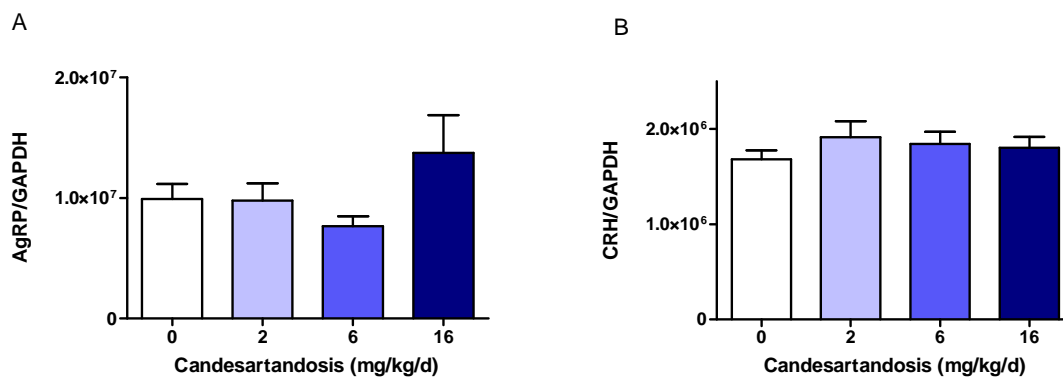 A
AgRP/GAPDH
2.0×10⁷
1.0×10⁷
0
0 2 6 16
Candesartandosis (mg/kg/d)
B
CRH/GAPDH
2.0×10⁶
1.0×10⁶
0
0 2 6 16
Candesartandosis (mg/kg/d)